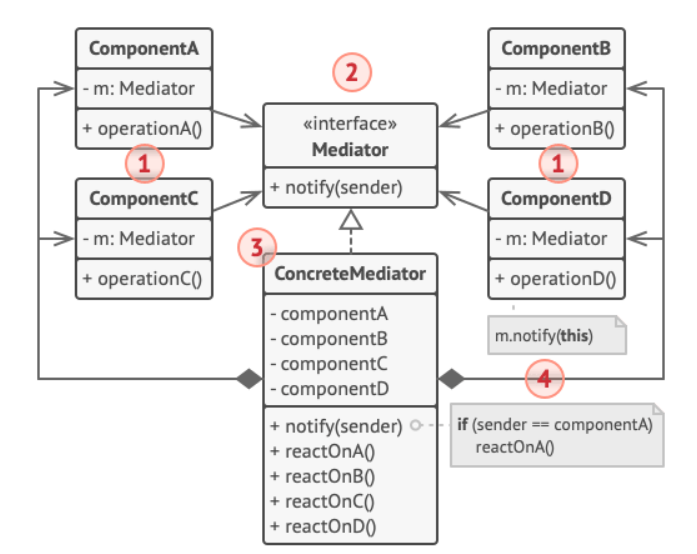 ComponentA
- m: Mediator
+ operationA()
1
ComponentC
- m: Mediator
+ operationC()
2
«interface»
Mediator
+ notify(sender)
ComponentB
- m: Mediator
+ operationB()
1
ComponentD
- m: Mediator
+ operationD()
m.notify(this)
3
ConcreteMediator
- componentA
- componentB
- componentC
- componentD
+ notify(sender)
+ reactOnA()
+ reactOnB()
+ reactOnC()
+ reactOnD()
4
if (sender == componentA)
reactOnA()